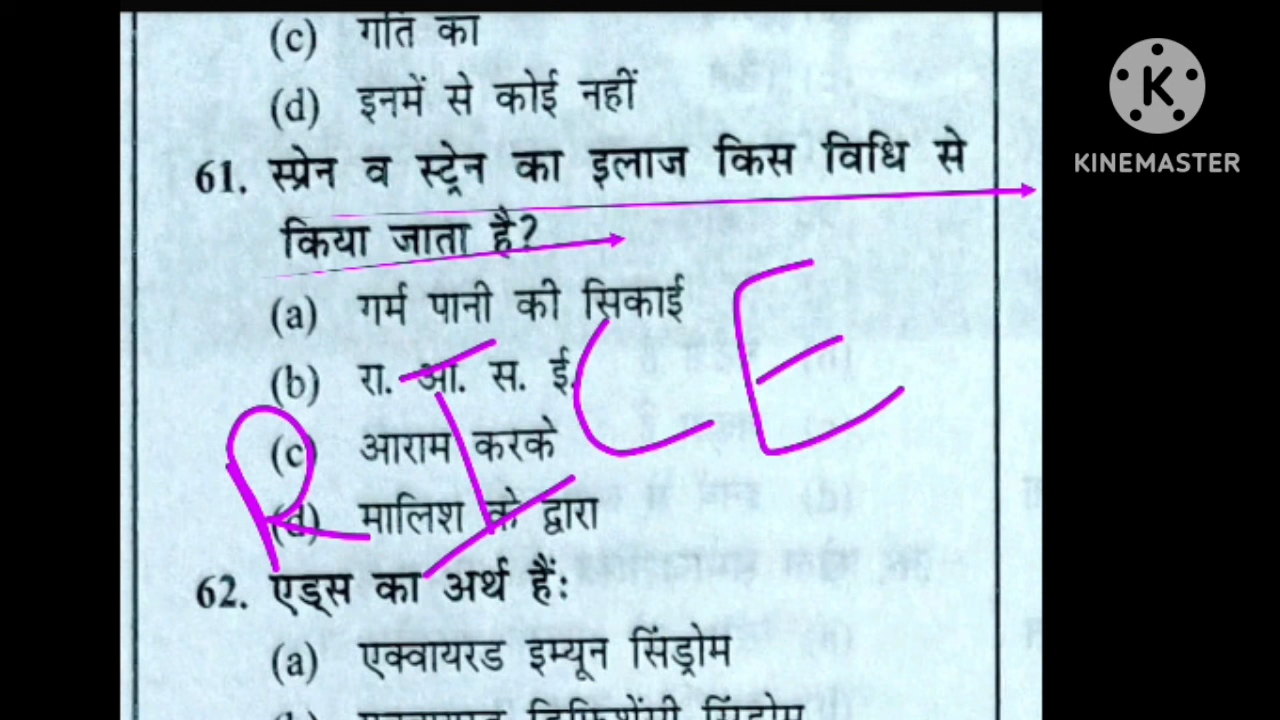 (c) गति का
(d) इनमें से कोई नहीं
61. स्प्रेन व स्ट्रेन का इलाज किस विधि से
किया जाता है?
(a) गर्म पानी की सिकाई
(b) रा. आ. स. ई.
(c) आराम करके
(d) मालिश के द्वारा
RICE
62. एड्स का अर्थ हैं:
(a) एक्वायरड इम्यून सिंड्रोम
(b) सिंड्रोम
K
KINEMASTER